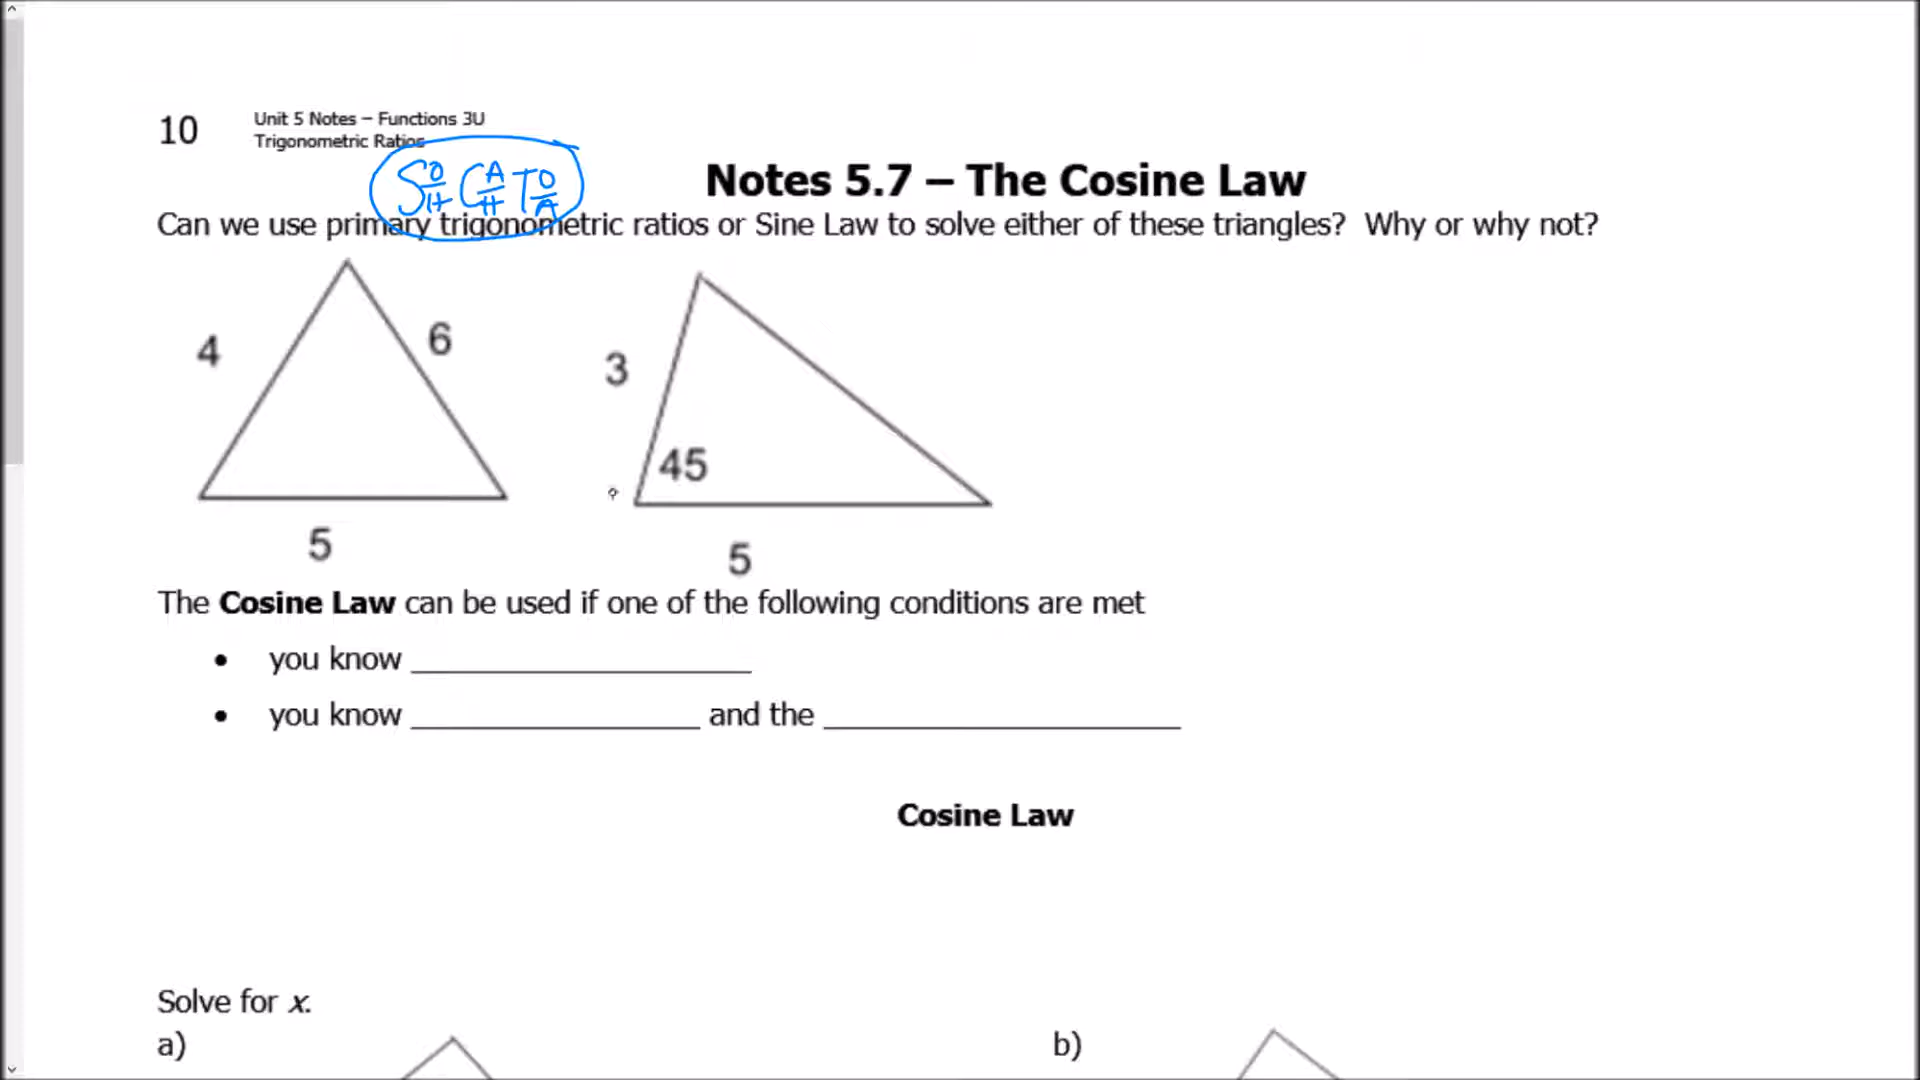 10
Unit 5 Notes – Functions 3U
Trigonometric Ratios
S O/H C A/H T O/A
Notes 5.7 – The Cosine Law
Can we use primary trigonometric ratios or Sine Law to solve either of these triangles? Why or why not?
4
6
5
3
45
5
The Cosine Law can be used if one of the following conditions are met
• you know ____________________
• you know _________________ and the _____________________
Cosine Law
Solve for x.
a)
b)